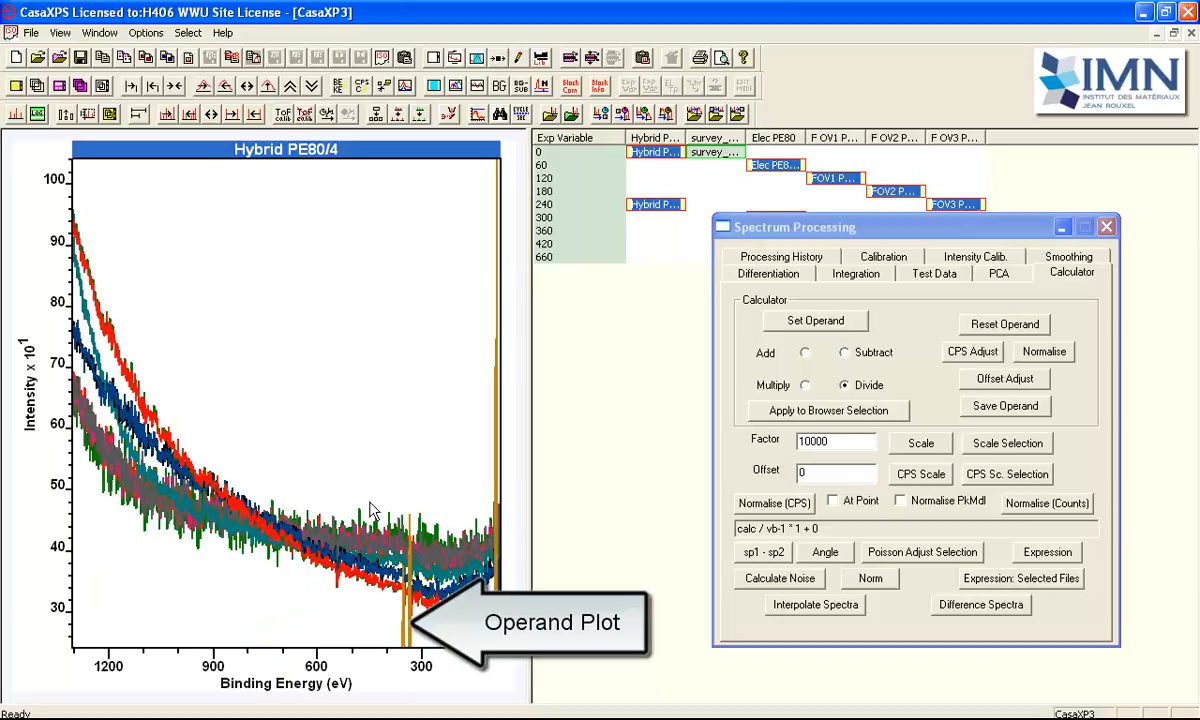 CasaXPS Licensed to:H406 WWU Site License - [CasaXP3]
File View Window Options Select Help
IMN
INSTITUT DES MATÉRIAUX
JEAN ROUXEL
Hybrid PE80/4
100
90
80
70
60
50
40
30
Intensity x 10^1
1200 900 600 300
Binding Energy (eV)
Operand Plot
Exp Variable Hybrid P... survey_... Elec PE80 F OV1 P... F OV2 P... F OV3 P...
0 Hybrid P... survey_...
60 Elec PE8...
120 FOV1 P...
180 FOV2 P...
240 Hybrid P... FOV3 P...
300
360
420
660
Spectrum Processing
Processing History Calibration Intensity Calib. Smoothing
Differentiation Integration Test Data PCA Calculator
Calculator
Set Operand Reset Operand
Add Subtract CPS Adjust Normalise
Multiply Divide Offset Adjust
Apply to Browser Selection Save Operand
Factor 10000 Scale Scale Selection
Offset 0 CPS Scale CPS Sc. Selection
Normalise (CPS) At Point Normalise PkMdl Normalise (Counts)
calc / vb-1 * 1 + 0
sp1 - sp2 Angle Poisson Adjust Selection Expression
Calculate Noise Norm Expression: Selected Files
Interpolate Spectra Difference Spectra
Ready CasaXP3